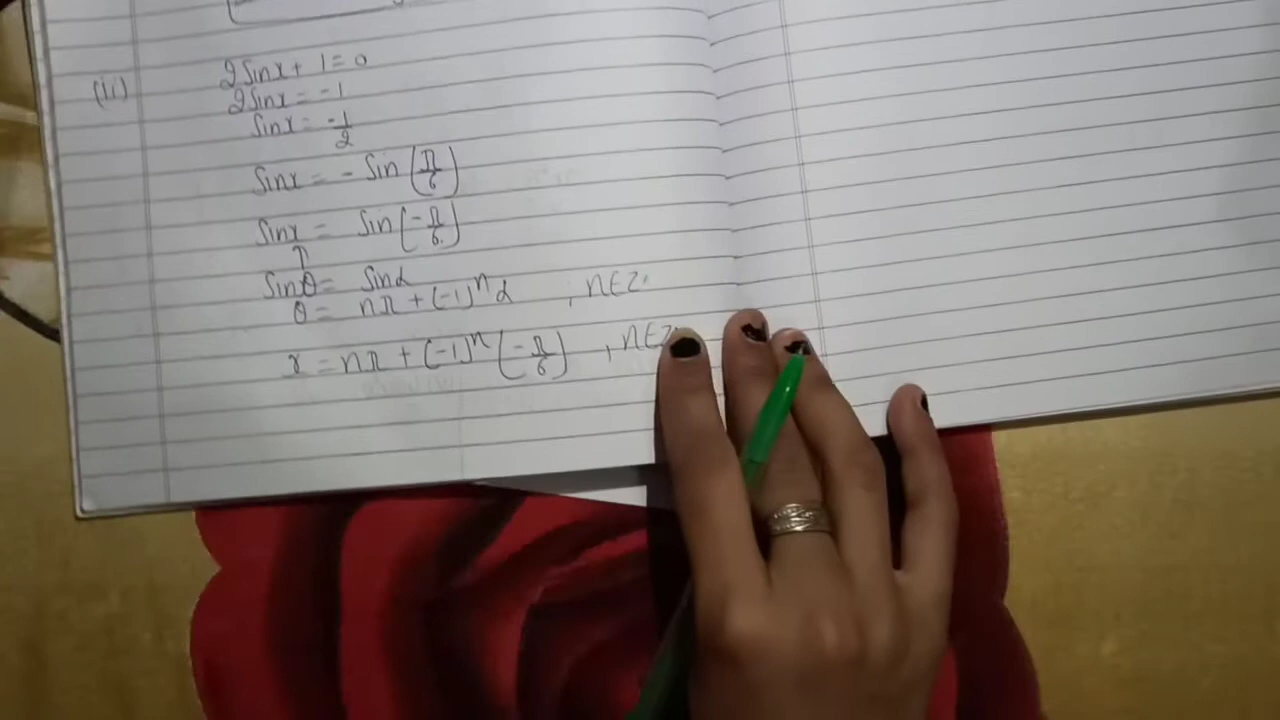 (ii) 2 Sinx + 1 = 0
2 Sinx = -1
Sinx = -1/2
Sinx = - Sin (π/6)
Sinx = Sin (-π/6)
↑
Sinθ = Sinα
θ = nπ + (-1)^n α , n∈Z.
x = nπ + (-1)^n (-π/6) , n∈Z